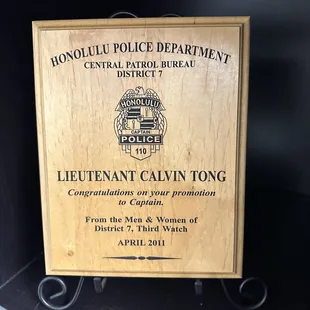 HONOLULU POLICE DEPARTMENT
CENTRAL PATROL BUREAU
DISTRICT 7
HONOLULU
CAPTAIN
POLICE
110
LIEUTENANT CALVIN TONG
Congratulations on your promotion
to Captain.
From the Men & Women of
District 7, Third Watch
APRIL 2011